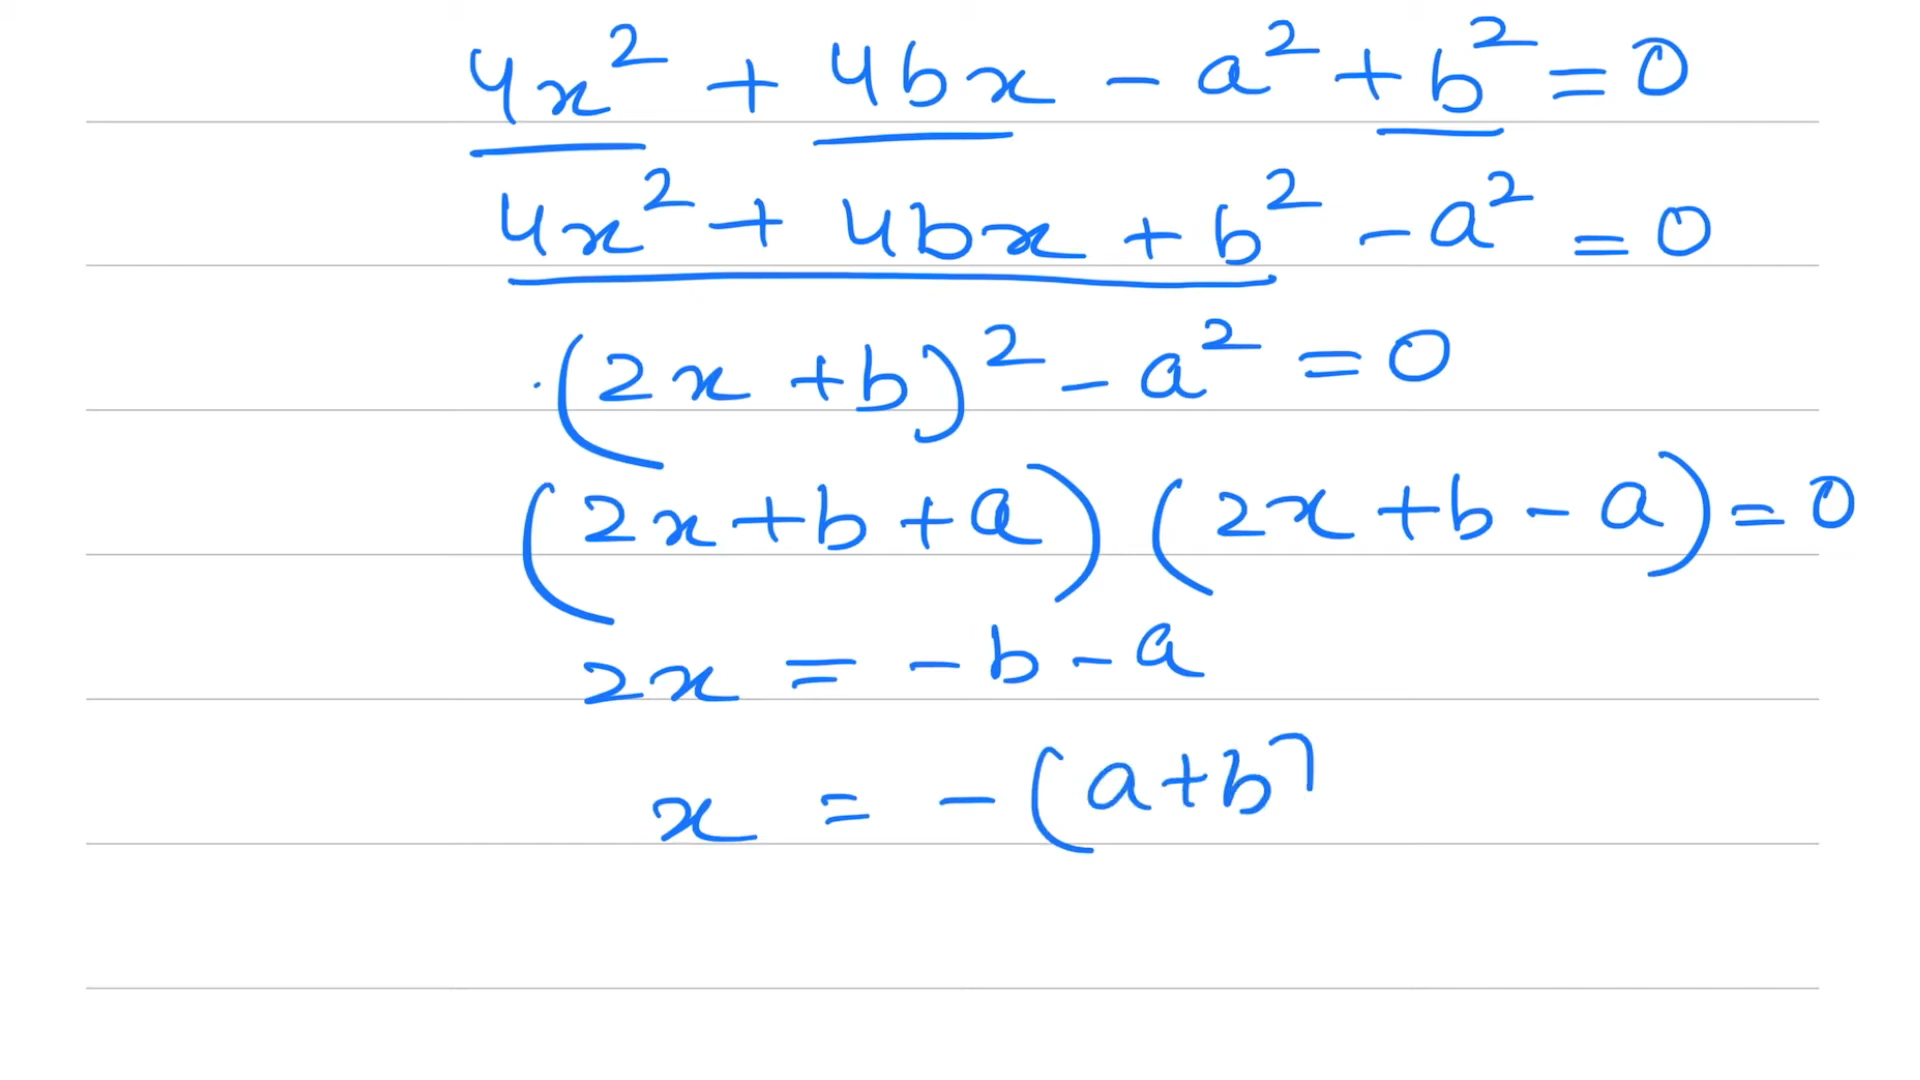 4x² + 4bx - a² + b² = 0
4x² + 4bx + b² - a² = 0
(2x + b)² - a² = 0
(2x + b + a) (2x + b - a) = 0
2x = - b - a
x = - (a + b)